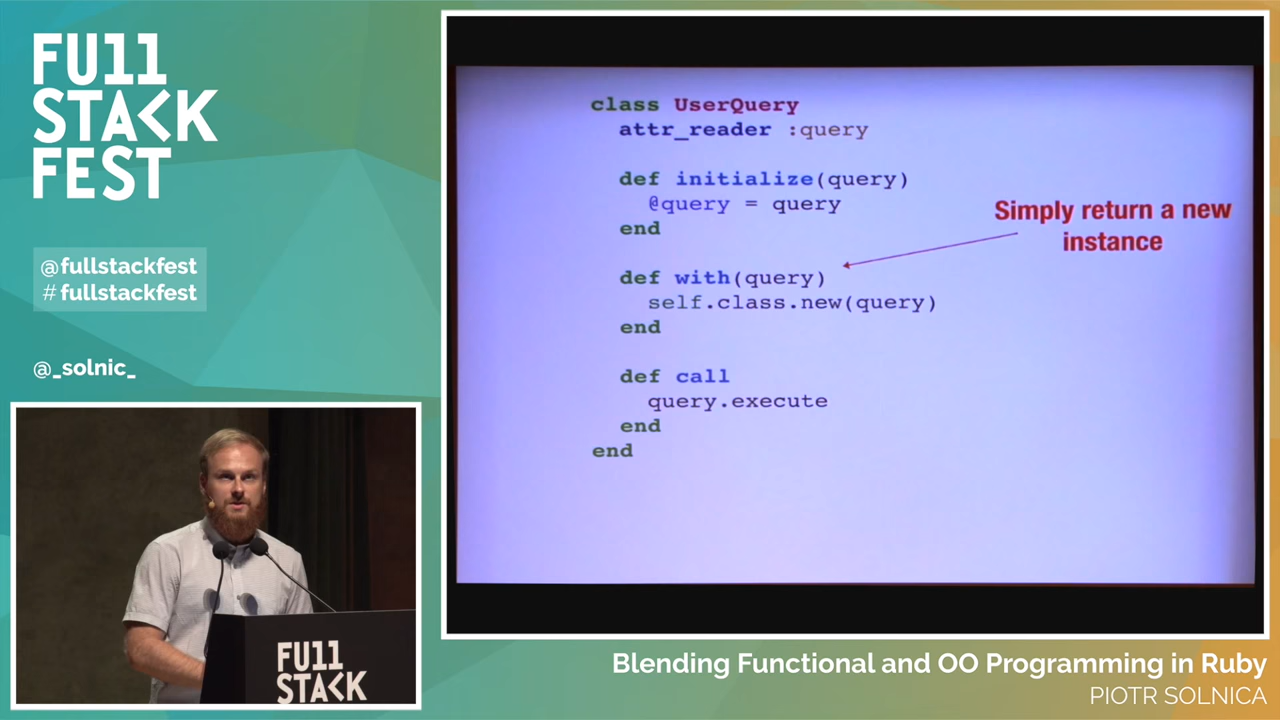 FU11
STACK
FEST
@fullstackfest
# fullstackfest
@_solnic_
FU11
STACK
class UserQuery
attr_reader :query
def initialize(query)
@query = query
end
def with(query)
self.class.new(query)
end
def call
query.execute
end
end
Simply return a new
instance
Blending Functional and OO Programming in Ruby
PIOTR SOLNICA